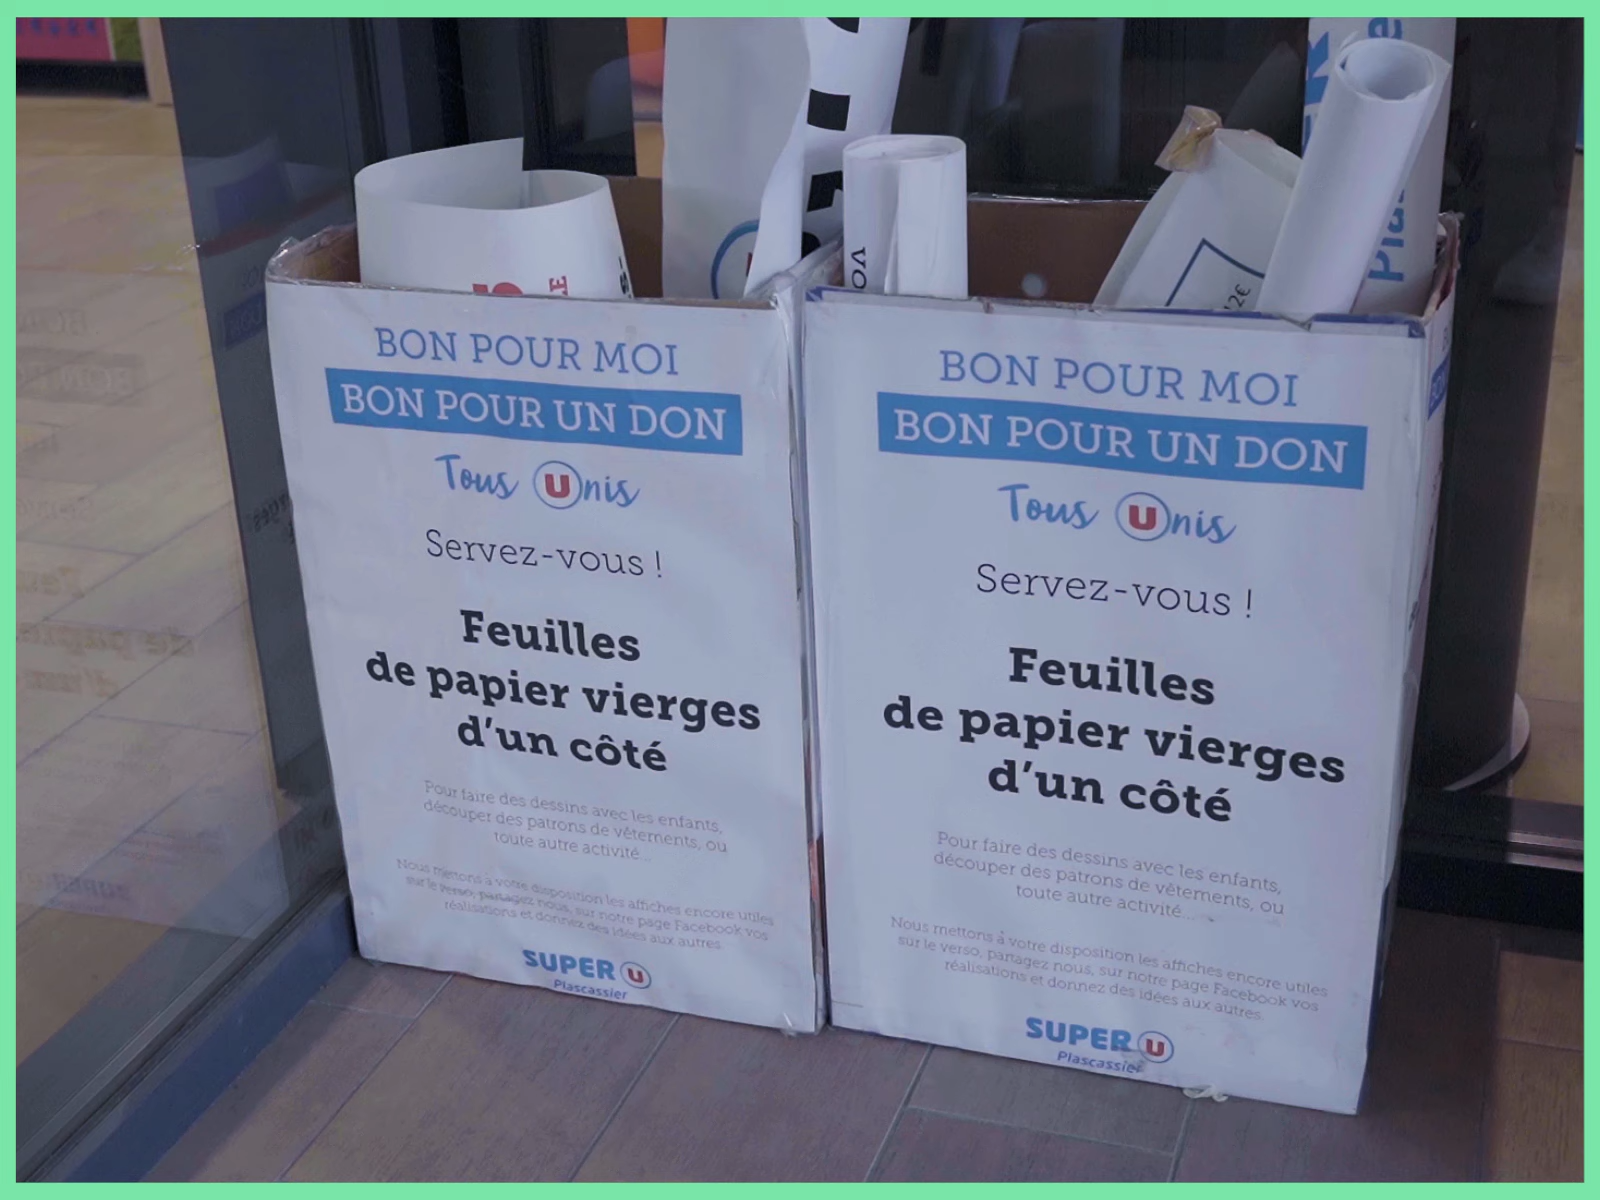 BON POUR MOI
BON POUR UN DON
Tous Unis
Servez-vous !
Feuilles
de papier vierges
d'un côté
Pour faire des dessins avec les enfants,
découper des patrons de vêtements, ou
toute autre activité...
Nous mettons à votre disposition les affiches encore utiles
sur le verso, partagez nous, sur notre page Facebook vos
réalisations et donnez des idées aux autres.
SUPER U
Plascassier
BON POUR MOI
BON POUR UN DON
Tous Unis
Servez-vous !
Feuilles
de papier vierges
d'un côté
Pour faire des dessins avec les enfants,
découper des patrons de vêtements, ou
toute autre activité...
Nous mettons à votre disposition les affiches encore utiles
sur le verso, partagez nous, sur notre page Facebook vos
réalisations et donnez des idées aux autres.
SUPER U
Plascassier